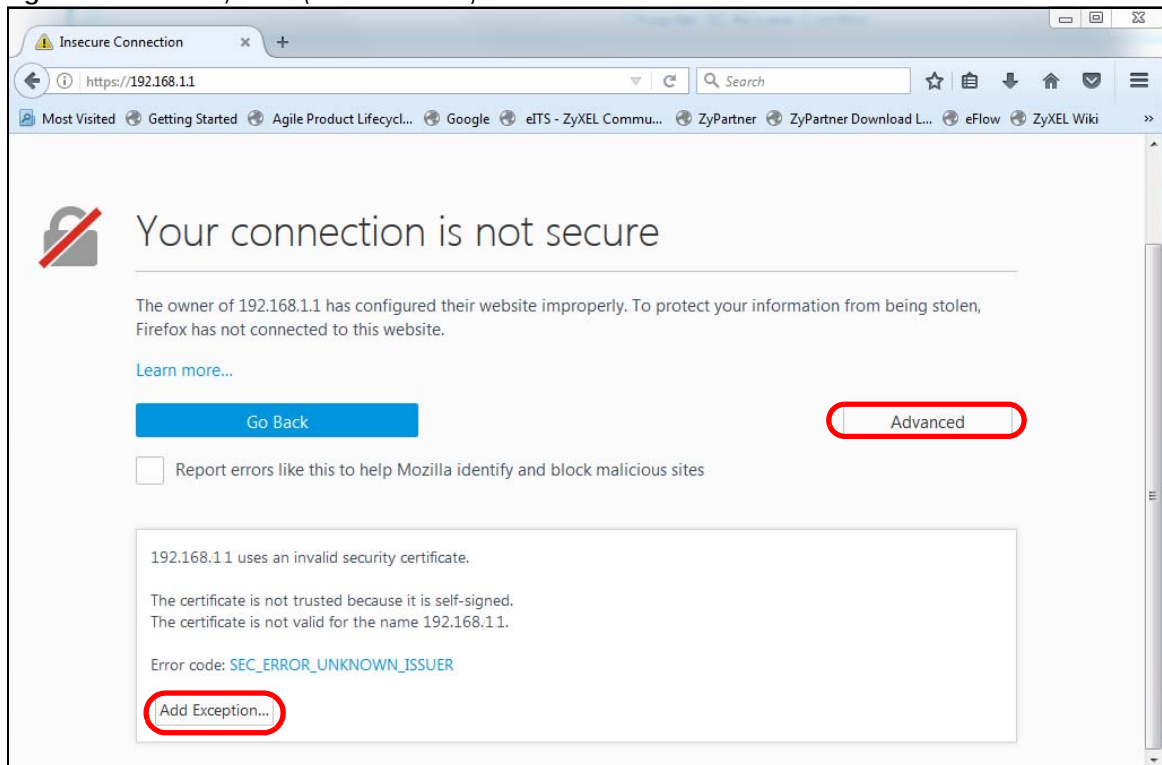 Insecure Connection × +
https://192.168.1.1 Search
Most Visited Getting Started Agile Product Lifecycl... Google eITS - ZyXEL Commu... ZyPartner ZyPartner Download L... eFlow ZyXEL Wiki »
Your connection is not secure
The owner of 192.168.1.1 has configured their website improperly. To protect your information from being stolen,
Firefox has not connected to this website.
Learn more...
Go Back Advanced
Report errors like this to help Mozilla identify and block malicious sites
192.168.1.1 uses an invalid security certificate.
The certificate is not trusted because it is self-signed.
The certificate is not valid for the name 192.168.1.1.
Error code: SEC_ERROR_UNKNOWN_ISSUER
Add Exception...